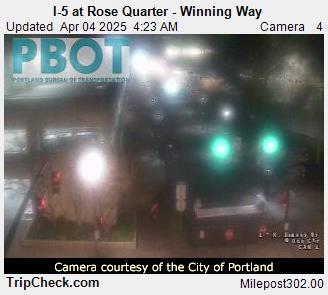 I-5 at Rose Quarter - Winning Way
Updated Apr 04 2025 4:23 AM Camera 4
PBOT
PORTLAND BUREAU OF TRANSPORTATION
Camera courtesy of the City of Portland
TripCheck.com Milepost302.00